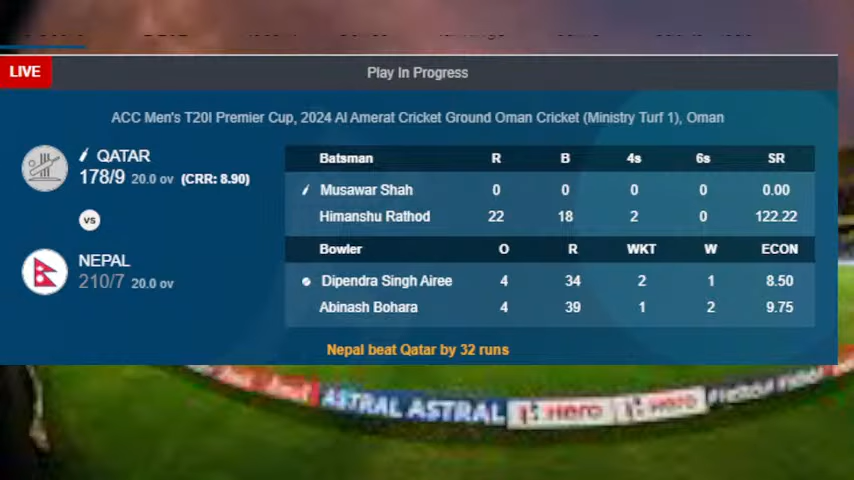 LIVE
Play In Progress
ACC Men's T20I Premier Cup, 2024 Al Amerat Cricket Ground Oman Cricket (Ministry Turf 1), Oman
QATAR
178/9 20.0 ov (CRR: 8.90)
vs
NEPAL
210/7 20.0 ov
Batsman R B 4s 6s SR
Musawar Shah 0 0 0 0 0.00
Himanshu Rathod 22 18 2 0 122.22
Bowler O R WKT W ECON
Dipendra Singh Airee 4 34 2 1 8.50
Abinash Bohara 4 39 1 2 9.75
Nepal beat Qatar by 32 runs
ASTRAL ASTRAL Hero Hero